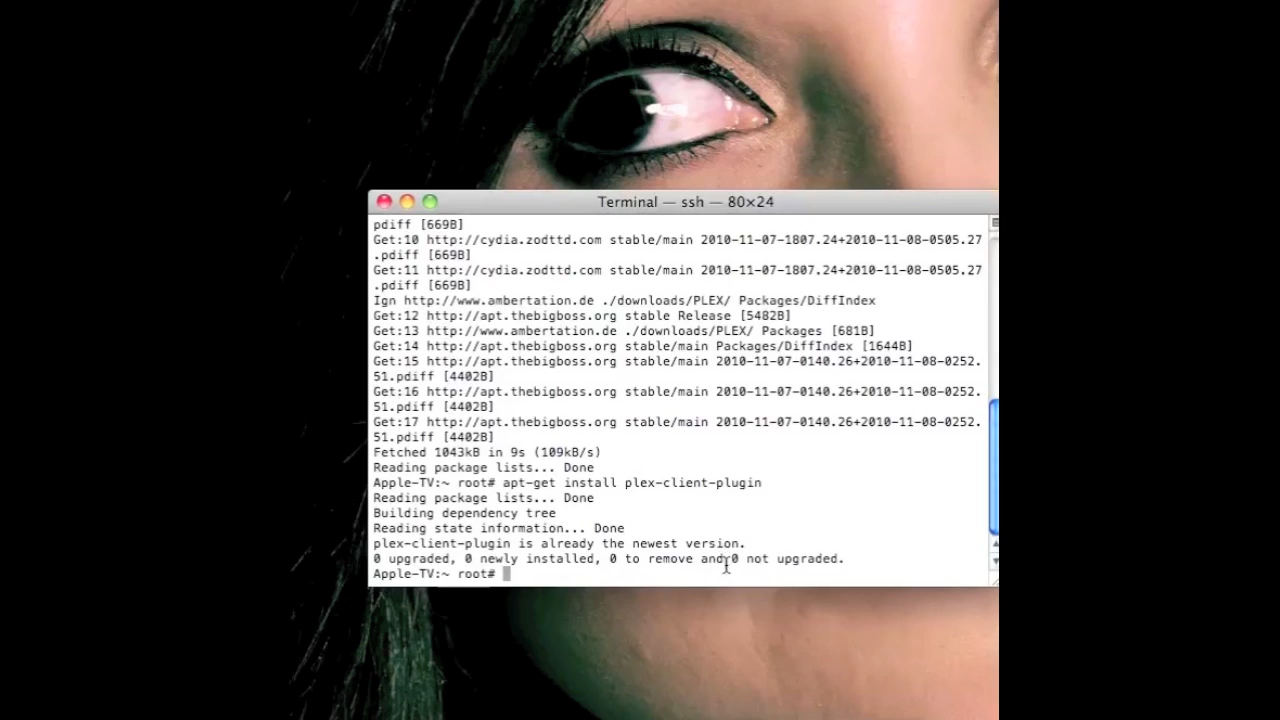 Terminal — ssh — 80×24
pdiff [669B]
Get:10 http://cydia.zodttd.com stable/main 2010-11-07-1807.24+2010-11-08-0505.27
.pdiff [669B]
Get:11 http://cydia.zodttd.com stable/main 2010-11-07-1807.24+2010-11-08-0505.27
.pdiff [669B]
Ign http://www.ambertation.de ./downloads/PLEX/ Packages/DiffIndex
Get:12 http://apt.thebigboss.org stable Release [5482B]
Get:13 http://www.ambertation.de ./downloads/PLEX/ Packages [681B]
Get:14 http://apt.thebigboss.org stable/main Packages/DiffIndex [1644B]
Get:15 http://apt.thebigboss.org stable/main 2010-11-07-0140.26+2010-11-08-0252.
51.pdiff [4402B]
Get:16 http://apt.thebigboss.org stable/main 2010-11-07-0140.26+2010-11-08-0252.
51.pdiff [4402B]
Get:17 http://apt.thebigboss.org stable/main 2010-11-07-0140.26+2010-11-08-0252.
51.pdiff [4402B]
Fetched 1043kB in 9s (109kB/s)
Reading package lists... Done
Apple-TV:~ root# apt-get install plex-client-plugin
Reading package lists... Done
Building dependency tree
Reading state information... Done
plex-client-plugin is already the newest version.
0 upgraded, 0 newly installed, 0 to remove and 0 not upgraded.
Apple-TV:~ root#